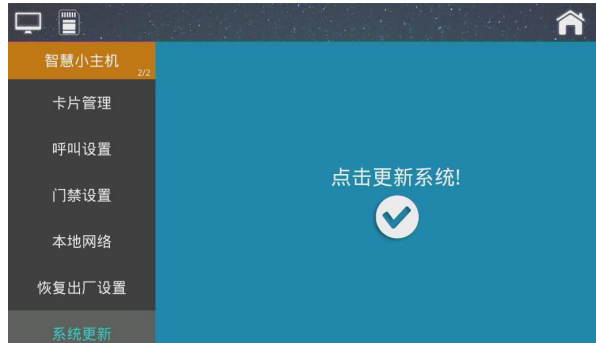 智慧小主机
2/2
卡片管理
呼叫设置
门禁设置
本地网络
恢复出厂设置
系统更新
点击更新系统!